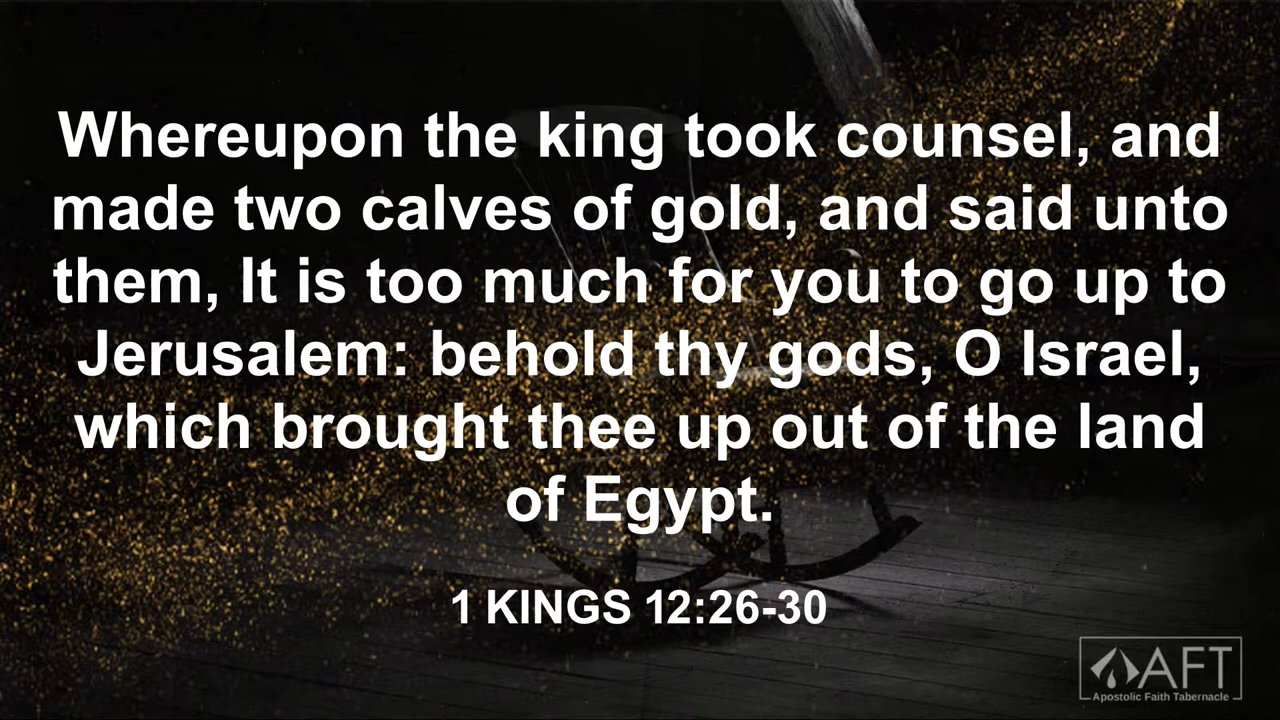 Whereupon the king took counsel, and
made two calves of gold, and said unto
them, It is too much for you to go up to
Jerusalem: behold thy gods, O Israel,
which brought thee up out of the land
of Egypt.
1 KINGS 12:26-30
AFT
Apostolic Faith Tabernacle